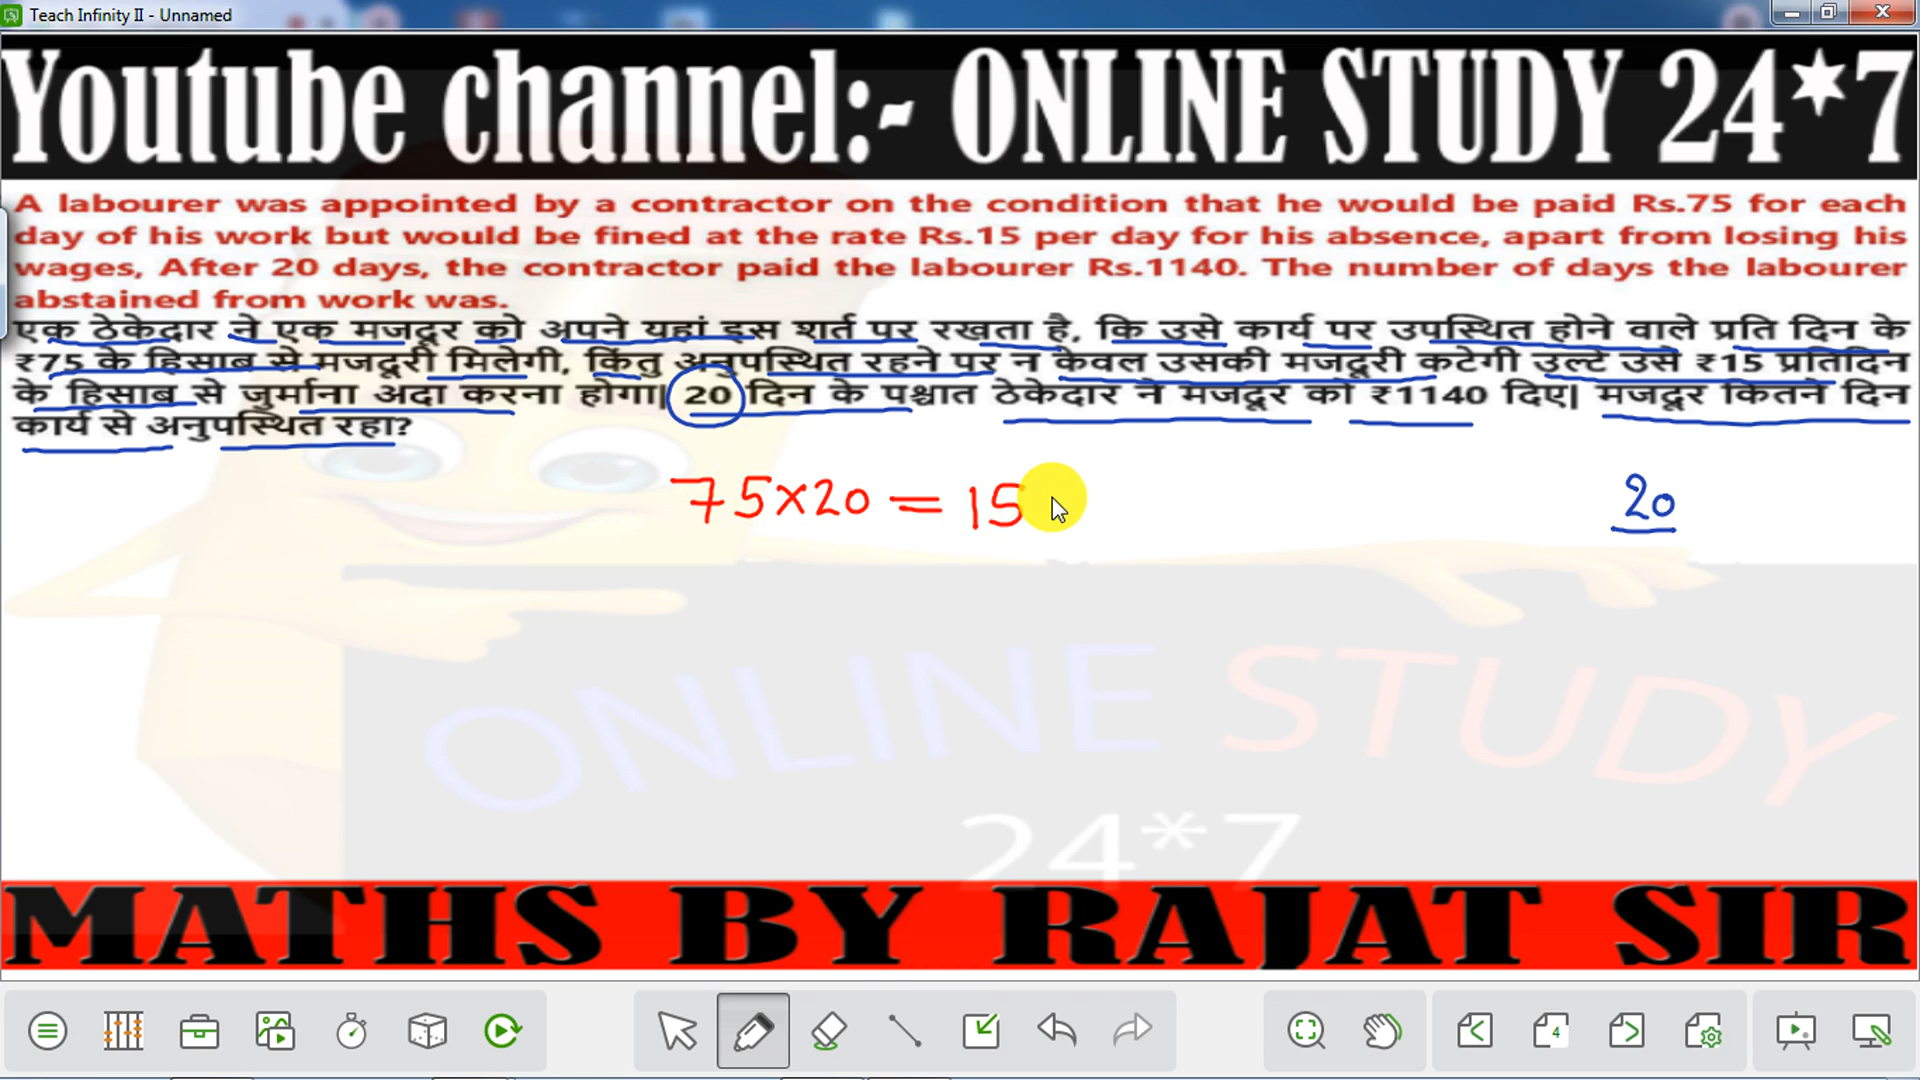 Teach Infinity II - Unnamed
Youtube channel:- ONLINE STUDY 24*7
A labourer was appointed by a contractor on the condition that he would be paid Rs.75 for each
day of his work but would be fined at the rate Rs.15 per day for his absence, apart from losing his
wages, After 20 days, the contractor paid the labourer Rs.1140. The number of days the labourer
abstained from work was.
एक ठेकेदार ने एक मजदूर को अपने यहां इस शर्त पर रखता है, कि उसे कार्य पर उपस्थित होने वाले प्रति दिन के
₹75 के हिसाब से मजदूरी मिलेगी, किंतु अनुपस्थित रहने पर न केवल उसकी मजदूरी कटेगी उल्टे उसे ₹15 प्रतिदिन
के हिसाब से जुर्माना अदा करना होगा| 20 दिन के पश्चात ठेकेदार ने मजदूर को ₹1140 दिए| मजदूर कितने दिन
कार्य से अनुपस्थित रहा?
75×20 = 15
20
ONLINE STUDY
24*7
MATHS BY RAJAT SIR
4